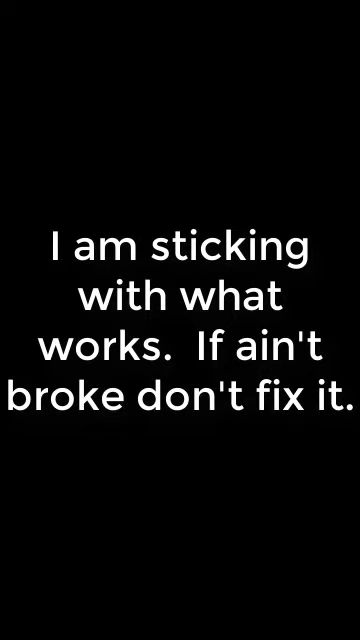 I am sticking
with what
works.  If ain't
broke don't fix it.